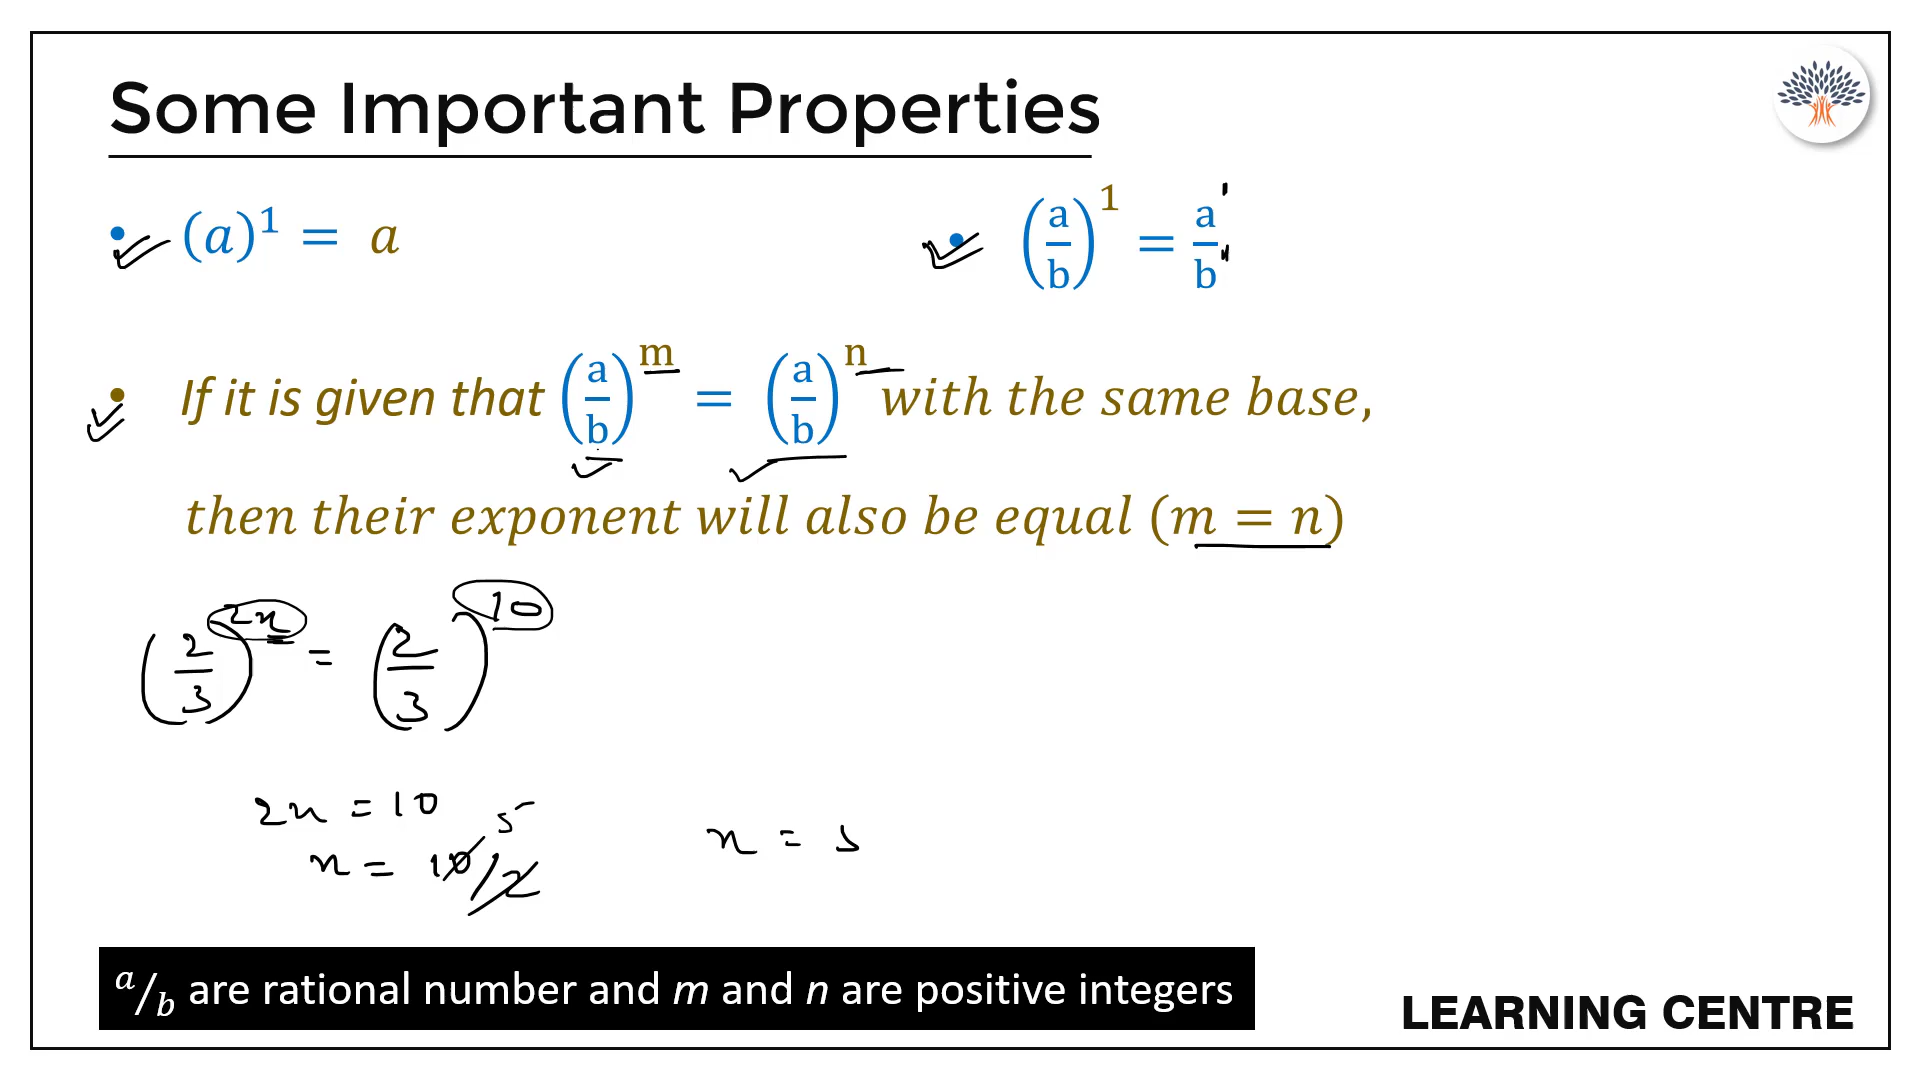 Some Important Properties
• (a)¹ = a
• (a/b)¹ = a'/b"
• If it is given that (a/b)ᵐ = (a/b)ⁿ with the same base,
then their exponent will also be equal (m = n)
(2/3)²ˣ = (2/3)¹⁰
2x = 10
5
x = 10/2
x =
a/b are rational number and m and n are positive integers
LEARNING CENTRE